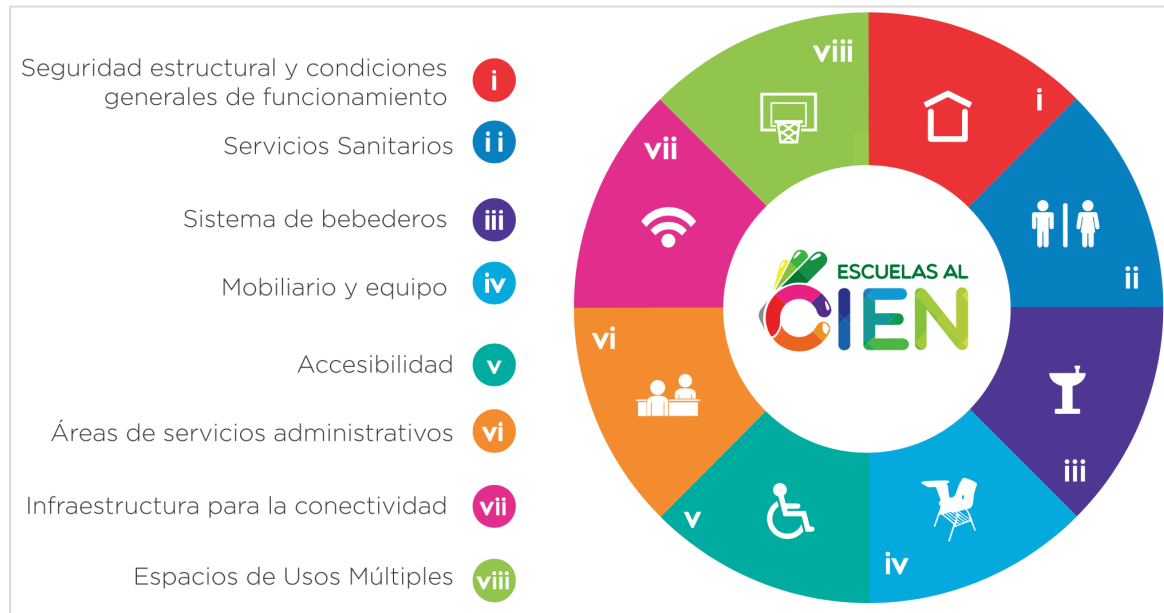 Seguridad estructural y condiciones
generales de funcionamiento
i
Servicios Sanitarios
ii
Sistema de bebederos
iii
Mobiliario y equipo
iv
Accesibilidad
v
Áreas de servicios administrativos
vi
Infraestructura para la conectividad
vii
Espacios de Usos Múltiples
viii
viii
i
vii
ii
ESCUELAS AL
CIEN
vi
iii
v
iv